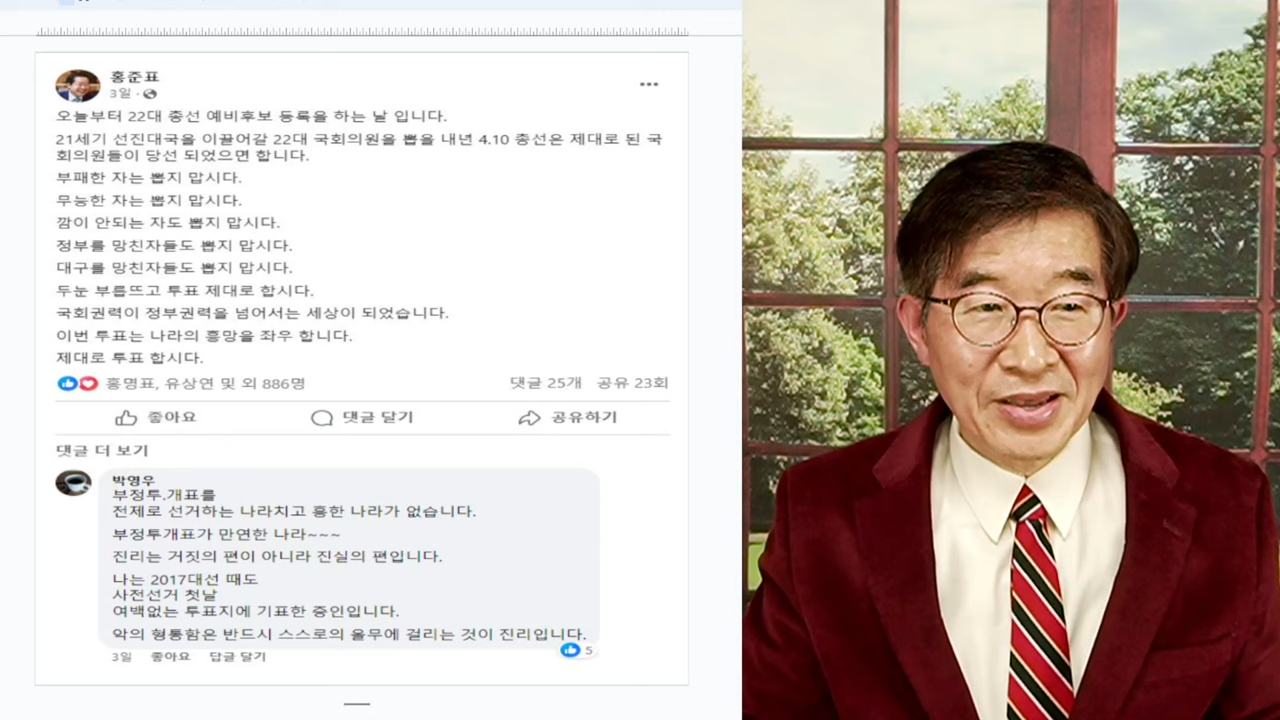 홍준표
3일 ·
오늘부터 22대 총선 예비후보 등록을 하는 날 입니다.
21세기 선진대국을 이끌어갈 22대 국회의원을 뽑을 내년 4.10 총선은 제대로 된 국
회의원들이 당선 되었으면 합니다.
부패한 자는 뽑지 맙시다.
무능한 자는 뽑지 맙시다.
깜이 안되는 자도 뽑지 맙시다.
정부를 망친자들도 뽑지 맙시다.
대구를 망친자들도 뽑지 맙시다.
두눈 부릅뜨고 투표 제대로 합시다.
국회권력이 정부권력을 넘어서는 세상이 되었습니다.
이번 투표는 나라의 흥망을 좌우 합니다.
제대로 투표 합시다.
홍명표, 유상연 및 외 886명
댓글 25개 공유 23회
좋아요 댓글 달기 공유하기
댓글 더 보기
박영우
부정투.개표를
전제로 선거하는 나라치고 흥한 나라가 없습니다.
부정투개표가 만연한 나라~~~
진리는 거짓의 편이 아니라 진실의 편입니다.
나는 2017대선 때도
사전선거 첫날
여백없는 투표지에 기표한 증인입니다.
악의 형통함은 반드시 스스로의 올무에 걸리는 것이 진리입니다.
5
3일 좋아요 답글 달기